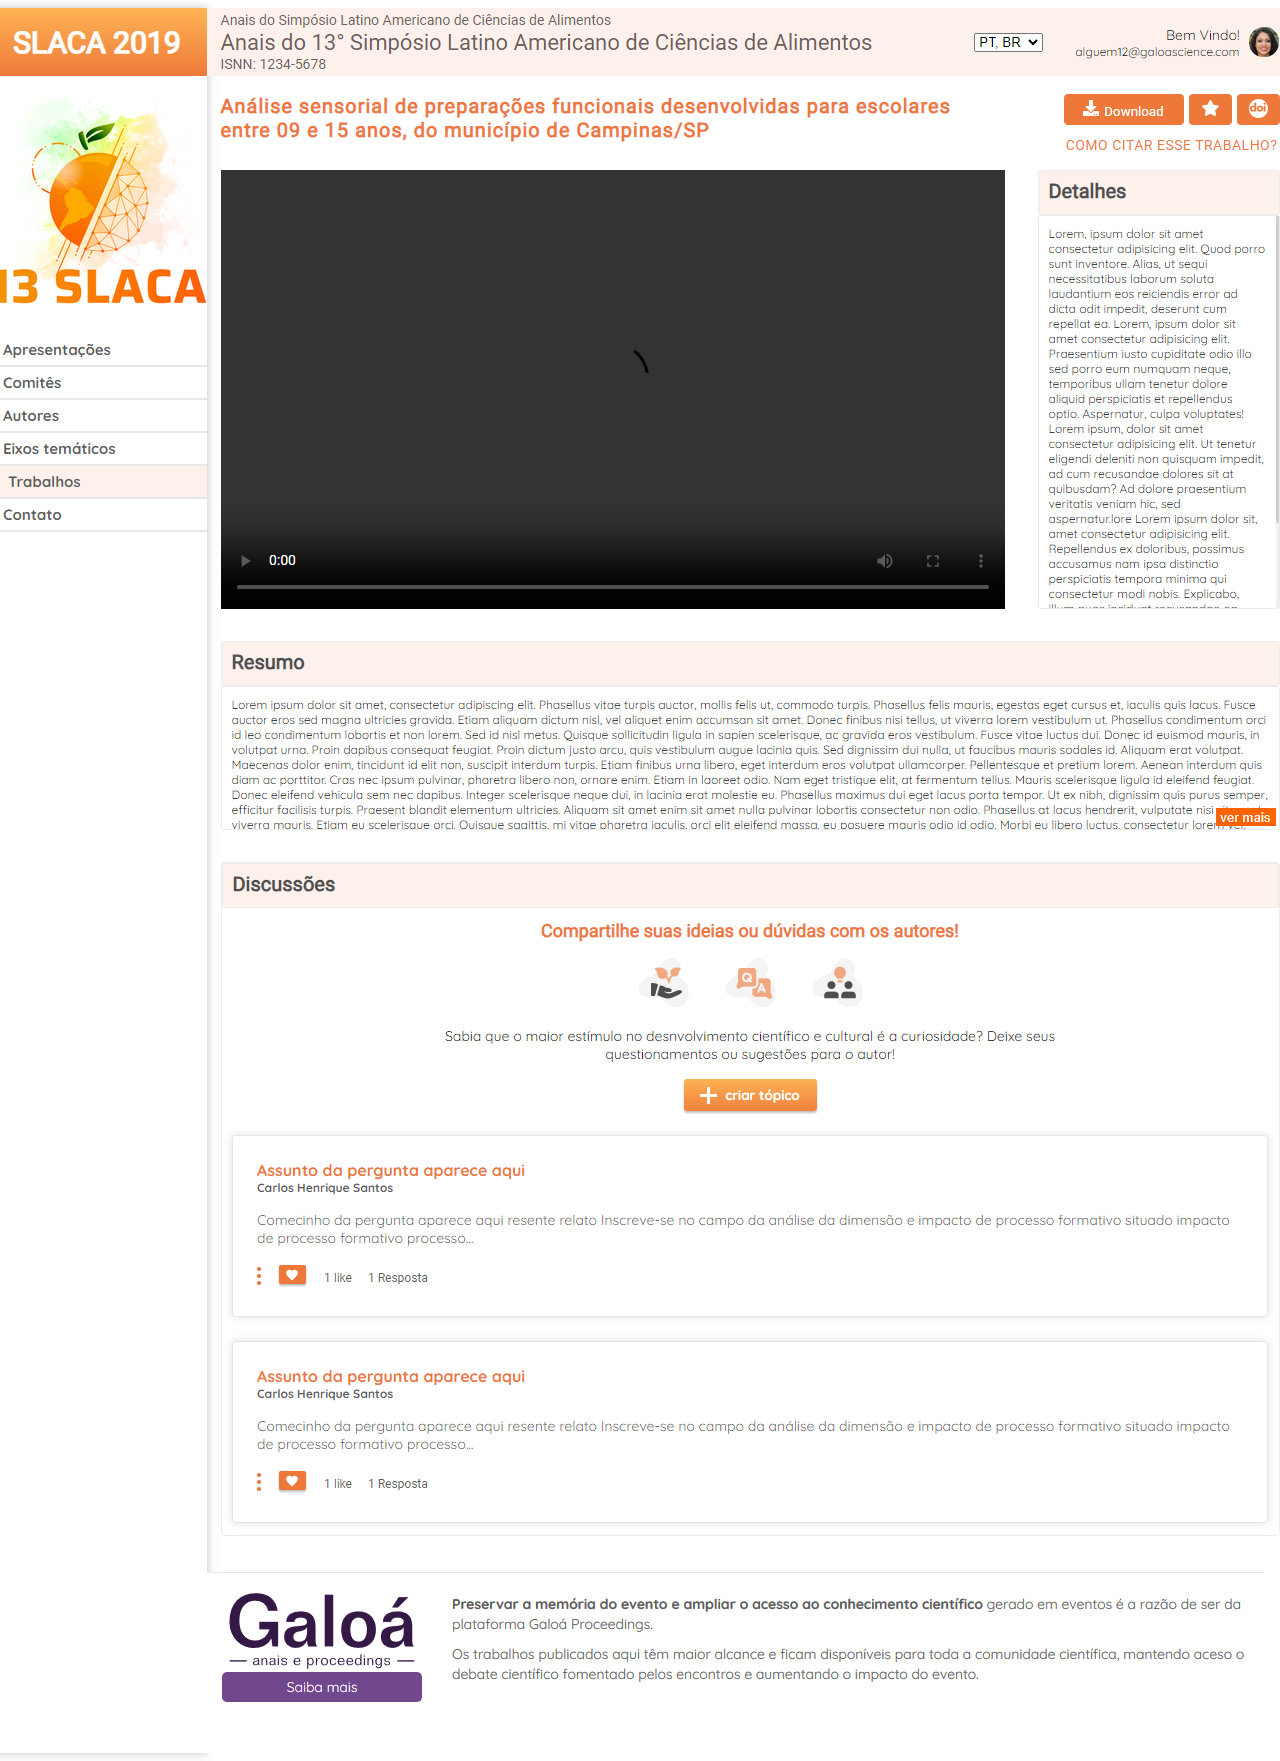 SLACA 2019
Anais do Simpósio Latino Americano de Ciências de Alimentos
Anais do 13° Simpósio Latino Americano de Ciências de Alimentos
ISNN: 1234-5678
PT, BR
Bem Vindo!
alguem12@galoascience.com
13 SLACA
Apresentações
Comitês
Autores
Eixos temáticos
Trabalhos
Contato
Análise sensorial de preparações funcionais desenvolvidas para escolares
entre 09 e 15 anos, do município de Campinas/SP
Download
doi
COMO CITAR ESSE TRABALHO?
0:00
Detalhes
Lorem, ipsum dolor sit amet
consectetur adipisicing elit. Quod porro
sunt inventore. Alias, ut sequi
necessitatibus laborum soluta
laudantium eos reiciendis error ad
dicta odit impedit, deserunt cum
repellat ea. Lorem, ipsum dolor sit
amet consectetur adipisicing elit.
Praesentium iusto cupiditate odio illo
sed porro eum numquam neque,
temporibus ullam tenetur dolore
aliquid perspiciatis et repellendus
optio. Aspernatur, culpa voluptates!
Lorem ipsum, dolor sit amet
consectetur adipisicing elit. Ut tenetur
eligendi deleniti non quisquam impedit,
ad cum recusandae dolores sit at
quibusdam? Ad dolore praesentium
veritatis veniam hic, sed
aspernatur.lore Lorem ipsum dolor sit,
amet consectetur adipisicing elit.
Repellendus ex doloribus, possimus
accusamus nam ipsa distinctio
perspiciatis tempora minima qui
consectetur modi nobis. Explicabo,
Resumo
Lorem ipsum dolor sit amet, consectetur adipiscing elit. Phasellus vitae turpis auctor, mollis felis ut, commodo turpis. Phasellus felis mauris, egestas eget cursus et, iaculis quis lacus. Fusce
auctor eros sed magna ultricies gravida. Etiam aliquam dictum nisl, vel aliquet enim accumsan sit amet. Donec finibus nisi tellus, ut viverra lorem vestibulum ut. Phasellus condimentum orci
id leo condimentum lobortis et non lorem. Sed id nisl metus. Quisque sollicitudin ligula in sapien scelerisque, ac gravida eros vestibulum. Fusce vitae luctus dui. Donec id euismod mauris, in
volutpat urna. Proin dapibus consequat feugiat. Proin dictum justo arcu, quis vestibulum augue lacinia quis. Sed dignissim dui nulla, ut faucibus mauris sodales id. Aliquam erat volutpat.
Maecenas dolor enim, tincidunt id elit non, suscipit interdum turpis. Etiam finibus urna libero, eget interdum eros volutpat ullamcorper. Pellentesque et pretium lorem. Aenean interdum quis
diam ac porttitor. Cras nec ipsum pulvinar, pharetra libero non, ornare enim. Etiam in laoreet odio. Nam eget tristique elit, at fermentum tellus. Mauris scelerisque ligula id eleifend feugiat.
Donec eleifend vehicula sem nec dapibus. Integer scelerisque neque dui, in lacinia erat molestie eu. Phasellus maximus dui eget lacus porta tempor. Ut ex nibh, dignissim quis purus semper,
efficitur facilisis turpis. Praesent blandit elementum ultricies. Aliquam sit amet enim sit amet nulla pulvinar lobortis consectetur non odio. Phasellus at lacus hendrerit, vulputate nisi
viverra mauris. Etiam eu scelerisque orci. Quisque sagittis, mi vitae pharetra iaculis, orci elit eleifend massa, eu posuere mauris odio id odio. Morbi eu libero luctus, consectetur lorem vel,
ver mais
Discussões
Compartilhe suas ideias ou dúvidas com os autores!
Q A
Sabia que o maior estímulo no desnvolvimento científico e cultural é a curiosidade? Deixe seus
questionamentos ou sugestões para o autor!
criar tópico
Assunto da pergunta aparece aqui
Carlos Henrique Santos
Comecinho da pergunta aparece aqui resente relato Inscreve-se no campo da análise da dimensão e impacto de processo formativo situado impacto
de processo formativo processo...
1 like 1 Resposta
Assunto da pergunta aparece aqui
Carlos Henrique Santos
Comecinho da pergunta aparece aqui resente relato Inscreve-se no campo da análise da dimensão e impacto de processo formativo situado impacto
de processo formativo processo...
1 like 1 Resposta
Galoá
anais e proceedings
Saiba mais
Preservar a memória do evento e ampliar o acesso ao conhecimento científico gerado em eventos é a razão de ser da
plataforma Galoá Proceedings.
Os trabalhos publicados aqui têm maior alcance e ficam disponíveis para toda a comunidade científica, mantendo aceso o
debate científico fomentado pelos encontros e aumentando o impacto do evento.